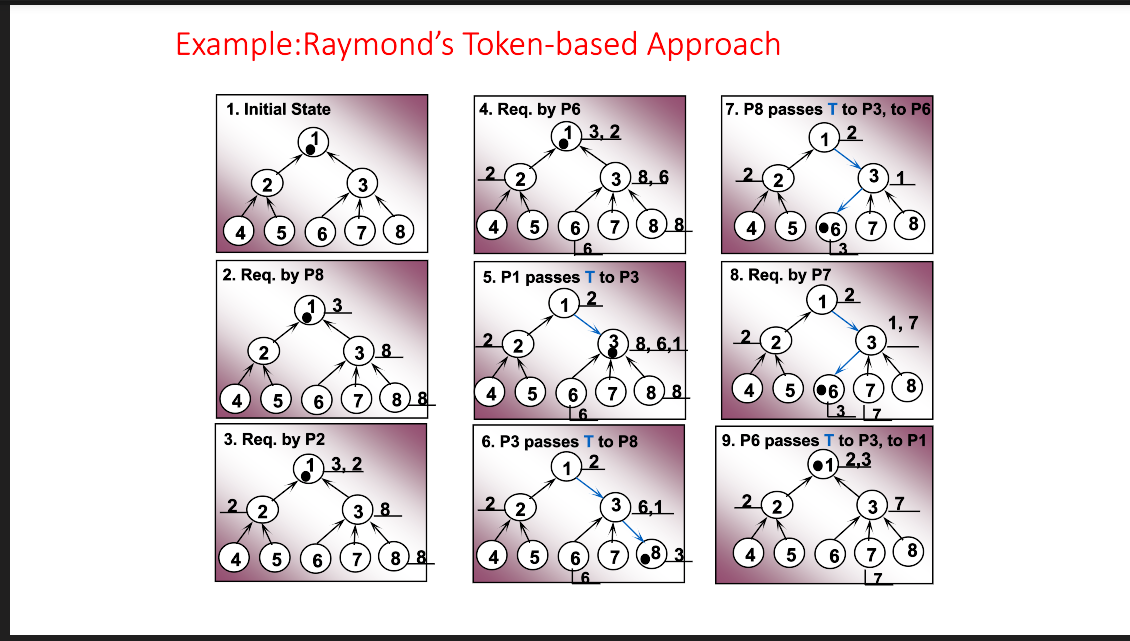 Example:Raymond's Token-based Approach
1. Initial State
1
2 3
4 5 6 7 8
2. Req. by P8
1 3
2 3 8
4 5 6 7 8 8
3. Req. by P2
1 3, 2
2 2 3 8
4 5 6 7 8 8
4. Req. by P6
1 3, 2
2 2 3 8, 6
4 5 6 7 8 8
6
5. P1 passes T to P3
1 2
2 2 3 8, 6,1
4 5 6 7 8 8
6
6. P3 passes T to P8
1 2
2 2 3 6,1
4 5 6 7 8 3
6
7. P8 passes T to P3, to P6
1 2
2 2 3 1
4 5 6 7 8
3
8. Req. by P7
1 2
1, 7
2 2 3
4 5 6 7 8
3 7
9. P6 passes T to P3, to P1
1 2,3
2 2 3 7
4 5 6 7 8
7